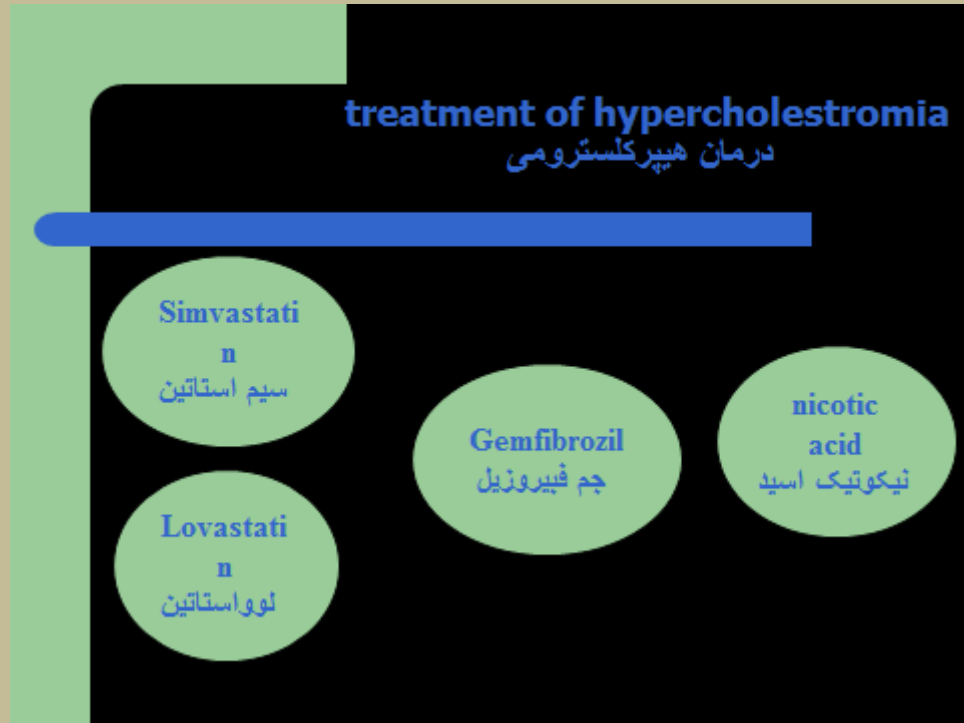 treatment of hypercholestromia
درمان هیپرکلسترومی
Simvastati
n
سیم استاتین
Lovastati
n
لوواستاتین
Gemfibrozil
جم فیبروزیل
nicotic
acid
نیکوتیک اسید